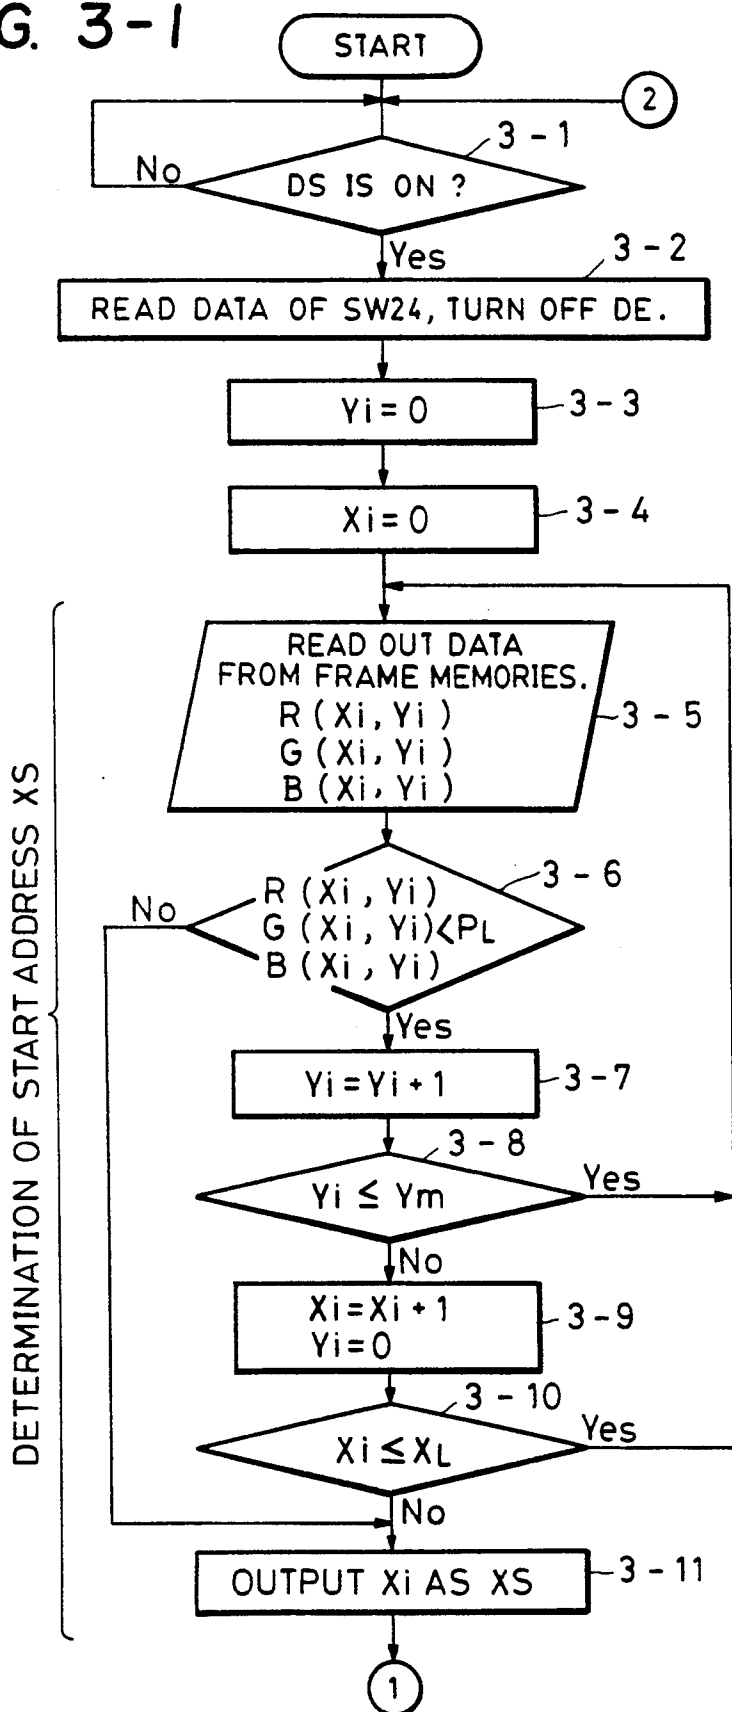 G. 3-1
START
2
3-1
No
DS IS ON ?
Yes
3-2
READ DATA OF SW24, TURN OFF DE.
Yi=0
3-3
Xi=0
3-4
READ OUT DATA
FROM FRAME MEMORIES.
R (Xi, Yi)
G (Xi, Yi)
B (Xi, Yi)
3-5
3-6
No
R (Xi, Yi)
G (Xi, Yi)<PL
B (Xi, Yi)
Yes
Yi=Yi+1
3-7
3-8
Yi ≤ Ym
Yes
No
Xi=Xi+1
Yi=0
3-9
3-10
Xi≤XL
Yes
No
OUTPUT Xi AS XS
3-11
1
DETERMINATION OF START ADDRESS XS